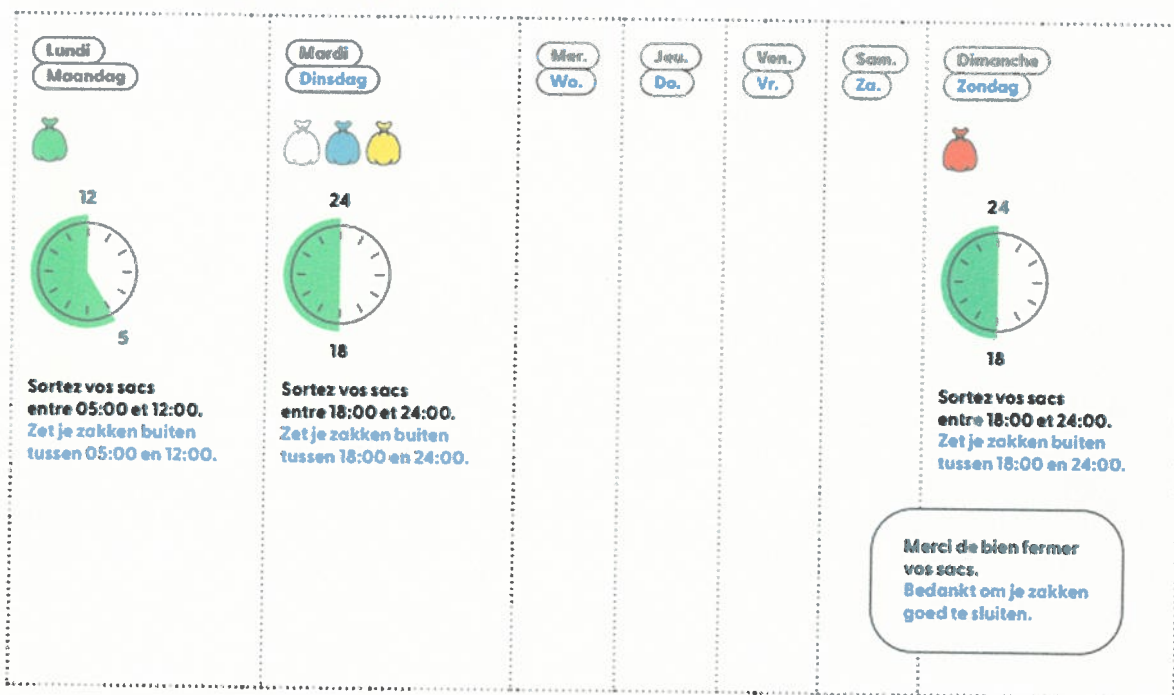 Lundi
Maandag
12
5
Sortez vos sacs
entre 05:00 et 12:00.
Zet je zakken buiten
tussen 05:00 en 12:00.
Mardi
Dinsdag
24
18
Sortez vos sacs
entre 18:00 et 24:00.
Zet je zakken buiten
tussen 18:00 en 24:00.
Mer.
Wo.
Jeu.
Do.
Ven.
Vr.
Sam.
Za.
Dimanche
Zondag
24
18
Sortez vos sacs
entre 18:00 et 24:00.
Zet je zakken buiten
tussen 18:00 en 24:00.
Merci de bien fermer
vos sacs.
Bedankt om je zakken
goed te sluiten.